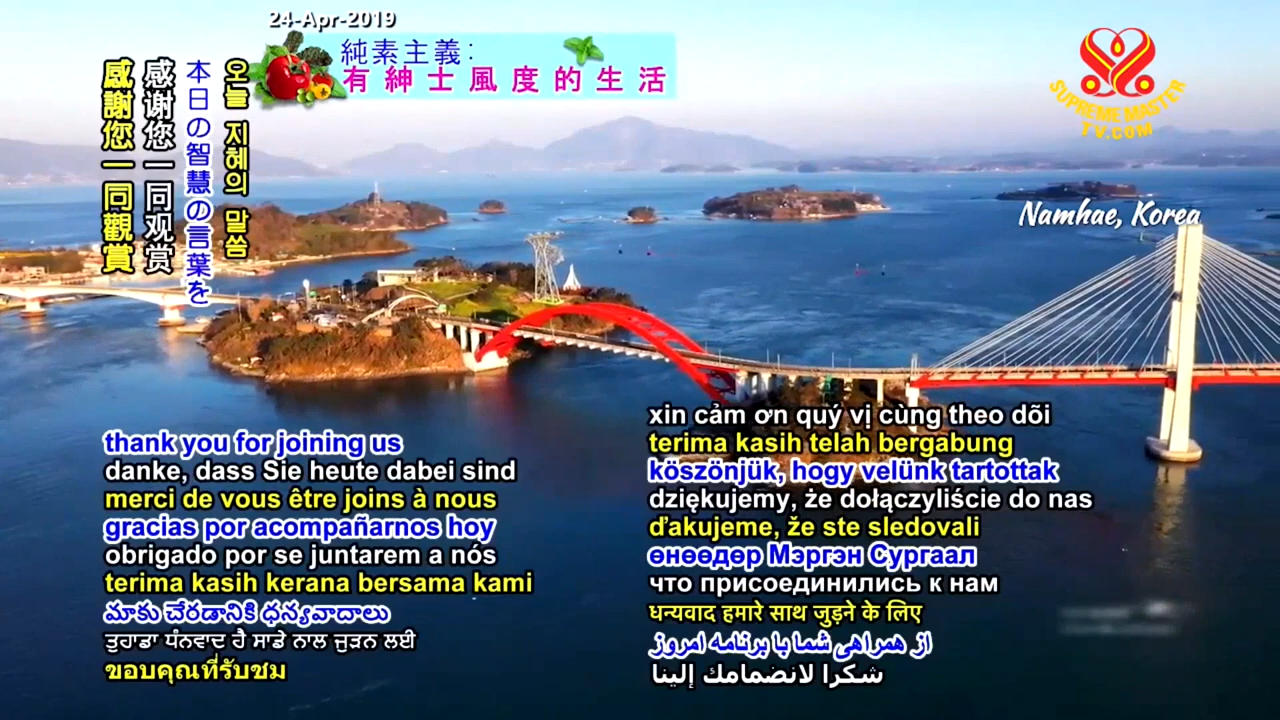 24-Apr-2019
純素主義:
有紳士風度的生活
SUPREME MASTER
TV.COM
Namhae, Korea
感謝您一同觀賞
感谢您一同观赏
本日の智慧の言葉を
오늘 지혜의 말씀
thank you for joining us
danke, dass Sie heute dabei sind
merci de vous être joins à nous
gracias por acompañarnos hoy
obrigado por se juntarem a nós
terima kasih kerana bersama kami
మాకు చేరడానికి ధన్యవాదాలు
ਤੁਹਾਡਾ ਧੰਨਵਾਦ ਹੈ ਸਾਡੇ ਨਾਲ ਜੁੜਨ ਲਈ
ขอบคุณที่รับชม
xin cảm ơn quý vị cùng theo dõi
terima kasih telah bergabung
köszönjük, hogy velünk tartottak
dziękujemy, że dołączyliście do nas
ďakujeme, že ste sledovali
өнөөдөр Мэргэн Сургаал
что присоединились к нам
धन्यवाद हमारे साथ जुड़ने के लिए
از همراهی شما با برنامه امروز
شكرا لانضمامك إلينا